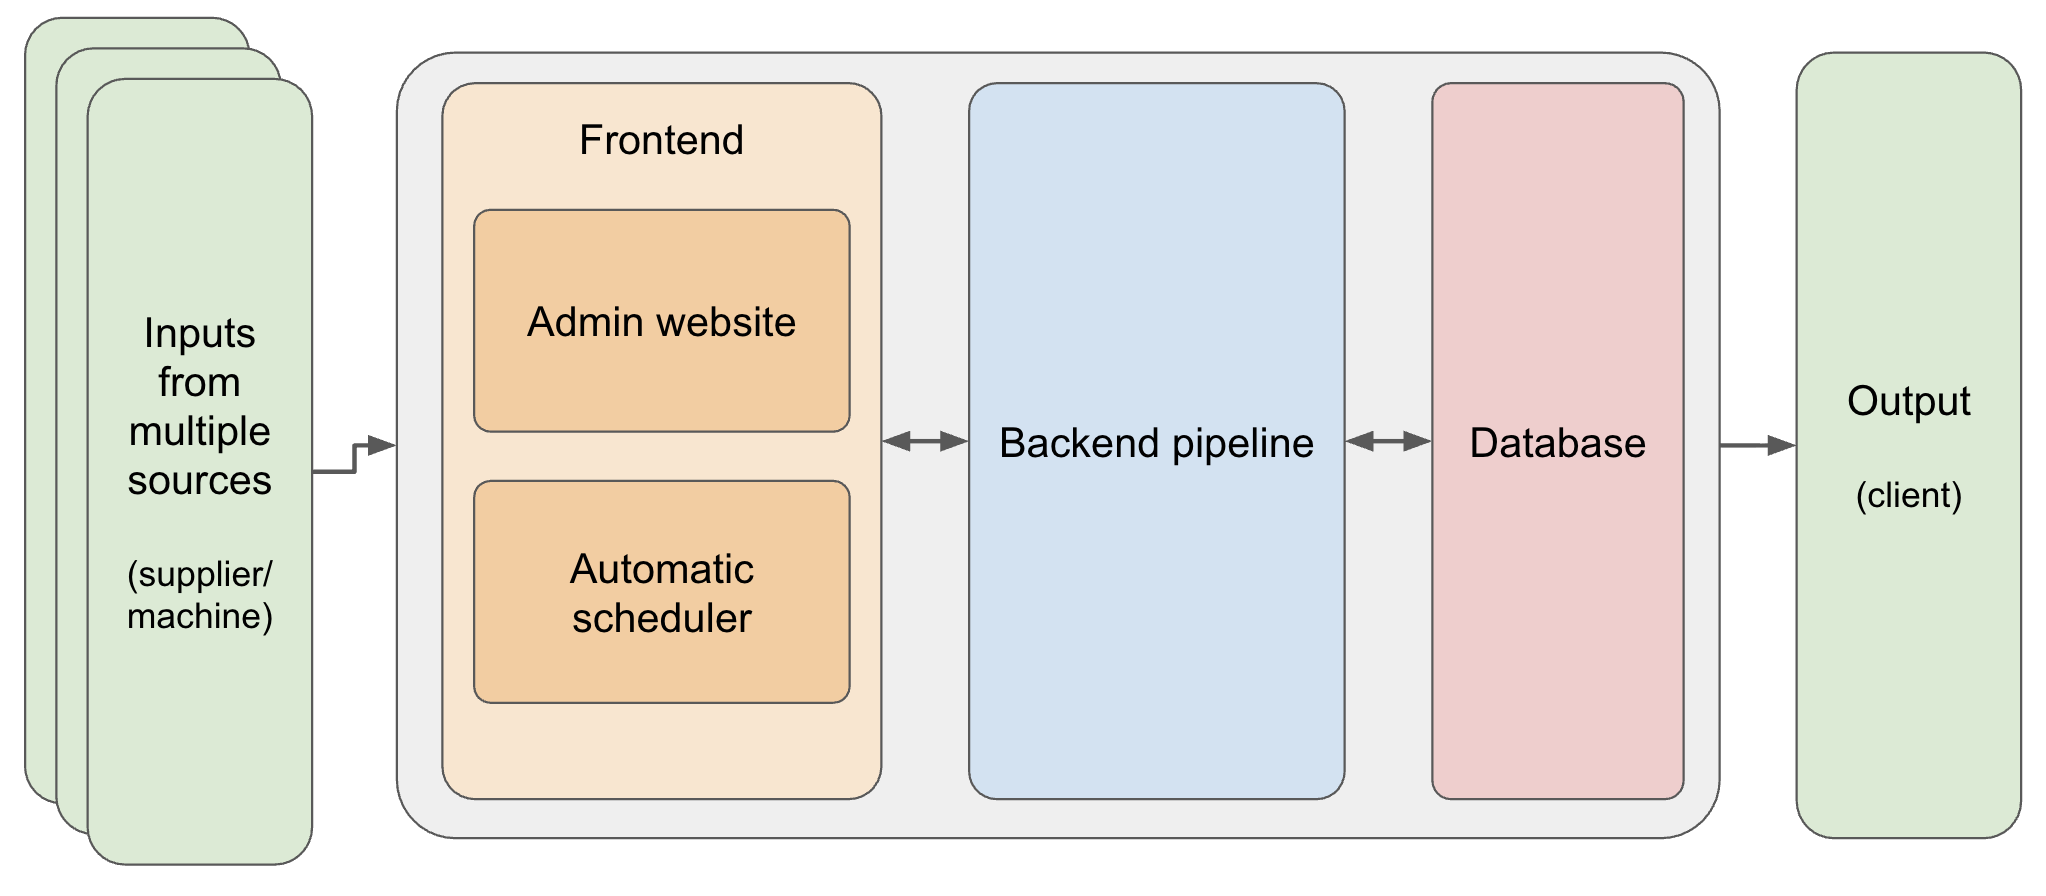 Inputs
from
multiple
sources
(supplier/
machine)
Frontend
Admin website
Automatic
scheduler
Backend pipeline
Database
Output
(client)